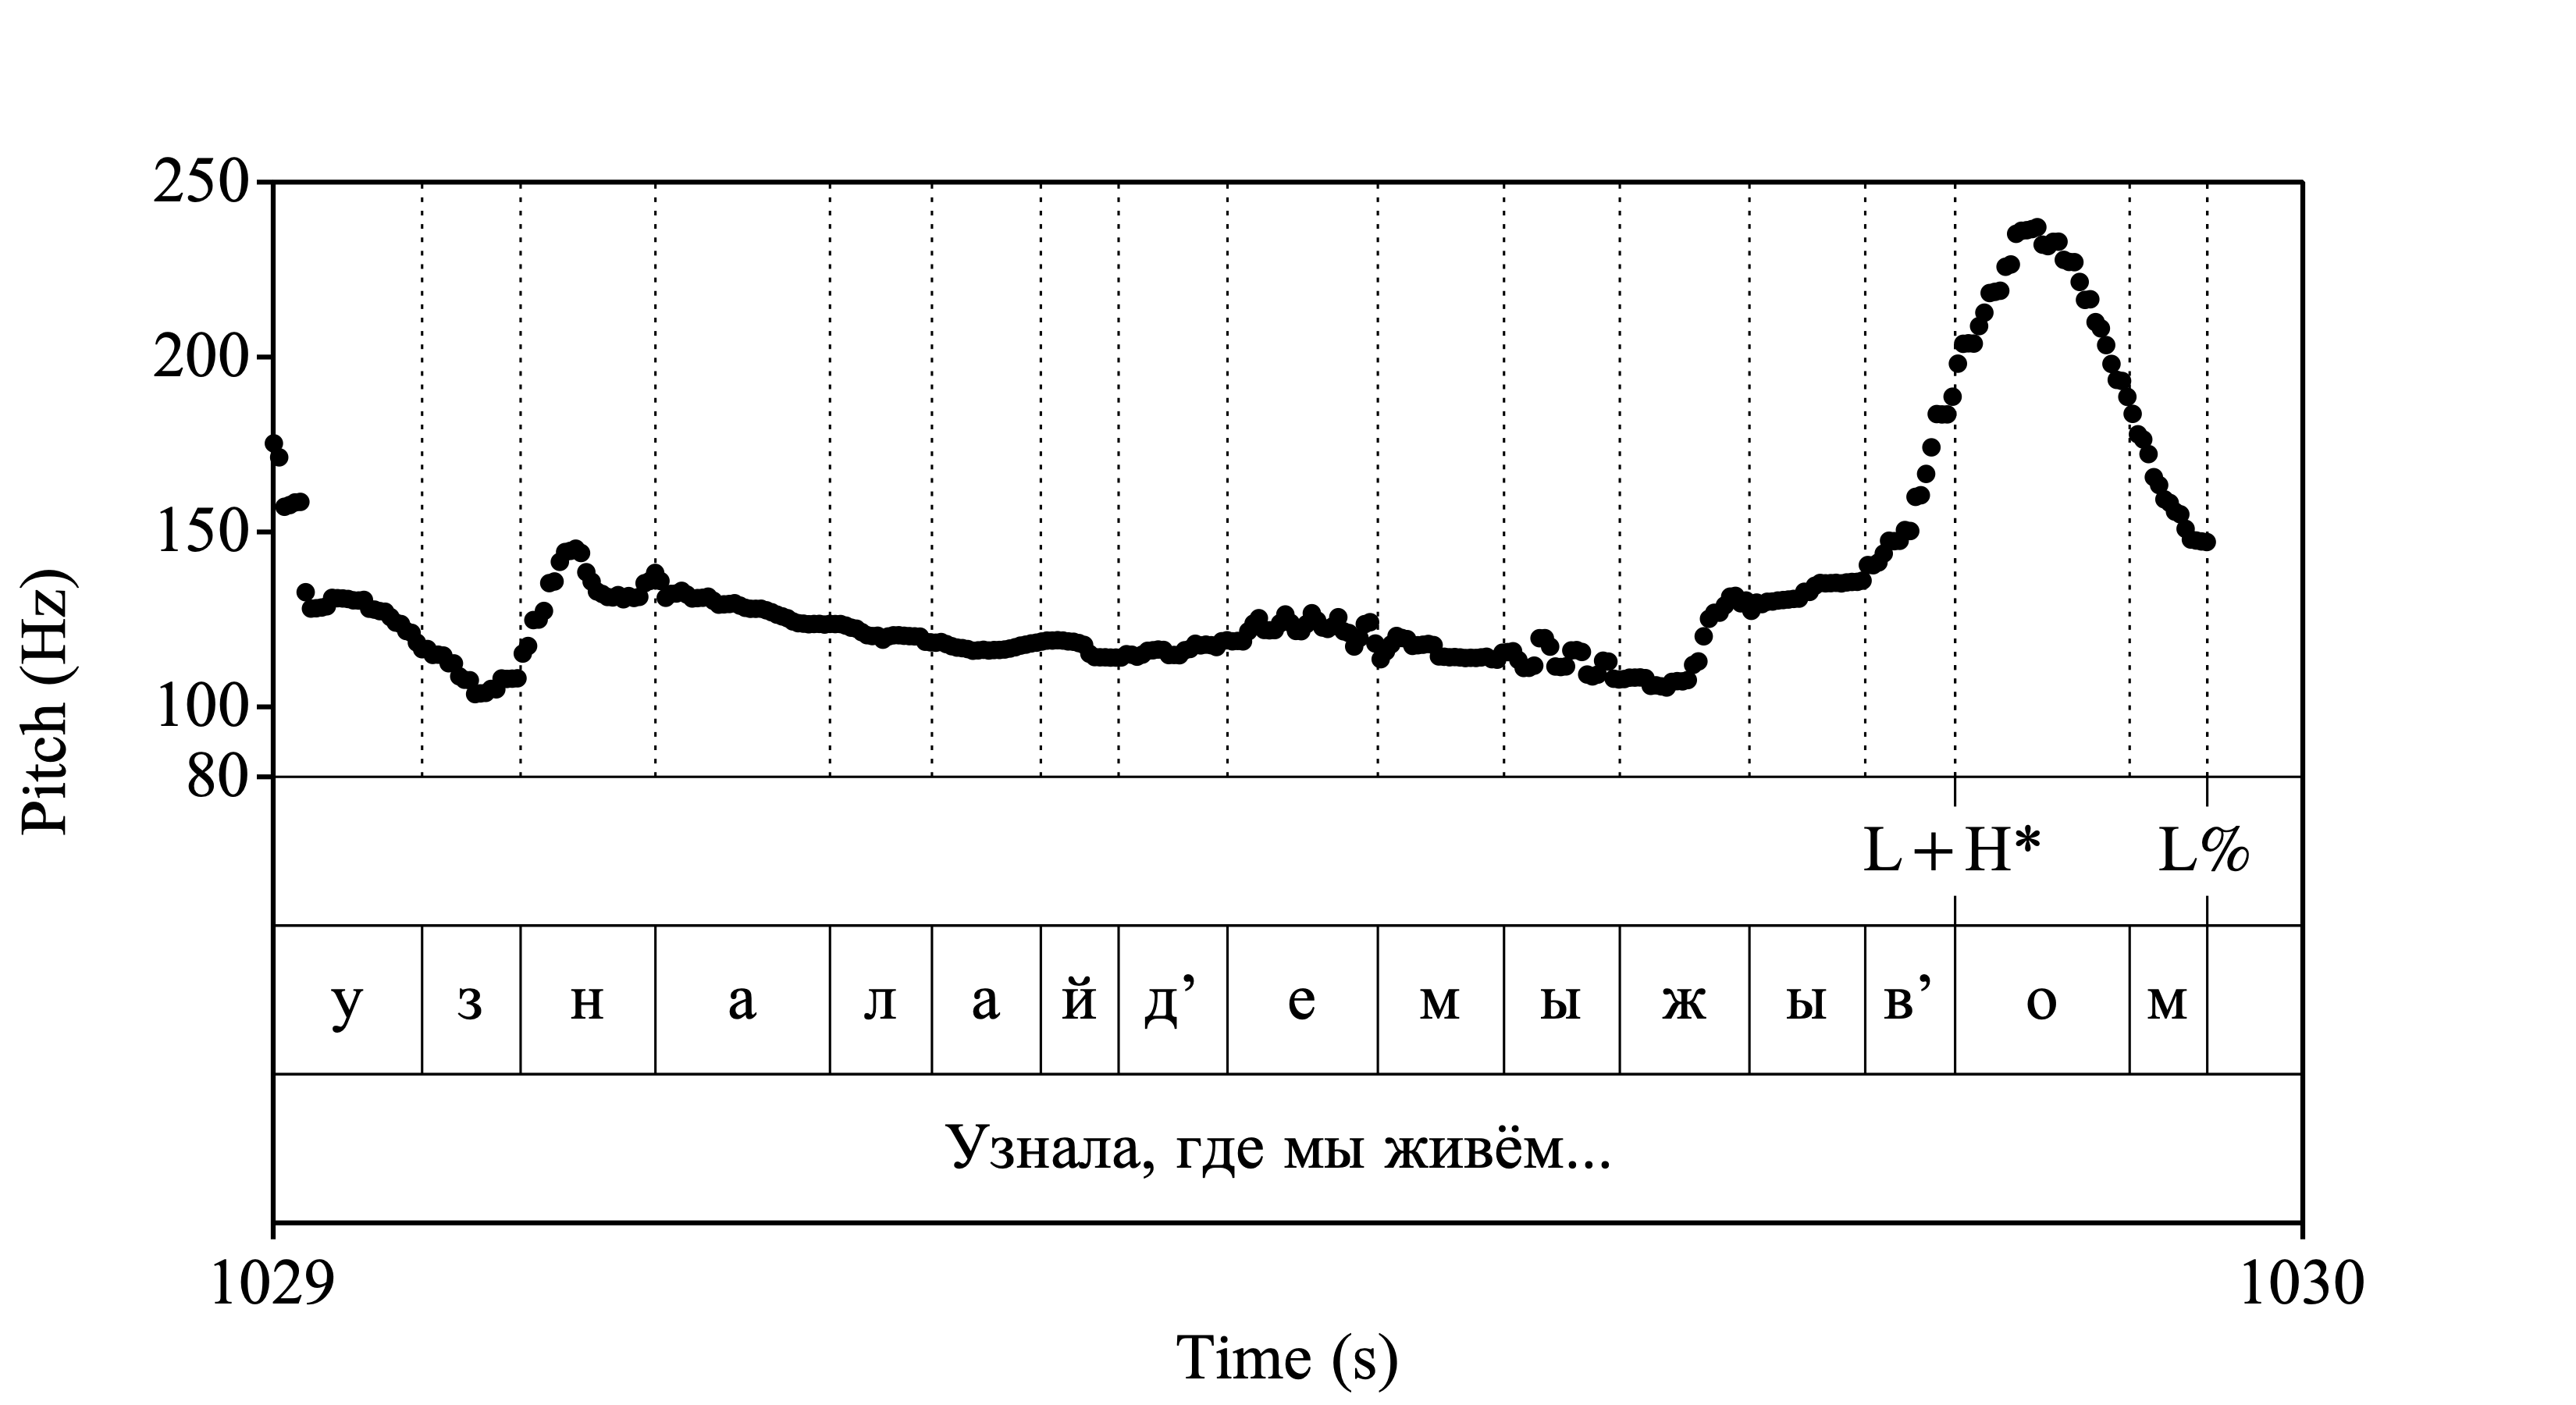 250
200
150
100
80
Pitch (Hz)
L+H* L%
у з н а л а й д’ е м ы ж ы в’ о м
Узнала, где мы живём...
1029 1030
Time (s)